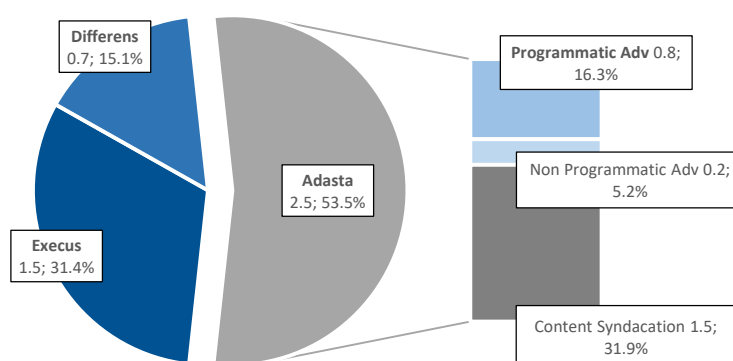 Differens
0.7; 15.1%
Programmatic Adv 0.8;
16.3%
Adasta
2.5; 53.5%
Non Programmatic Adv 0.2;
5.2%
Execus
1.5; 31.4%
Content Syndacation 1.5;
31.9%